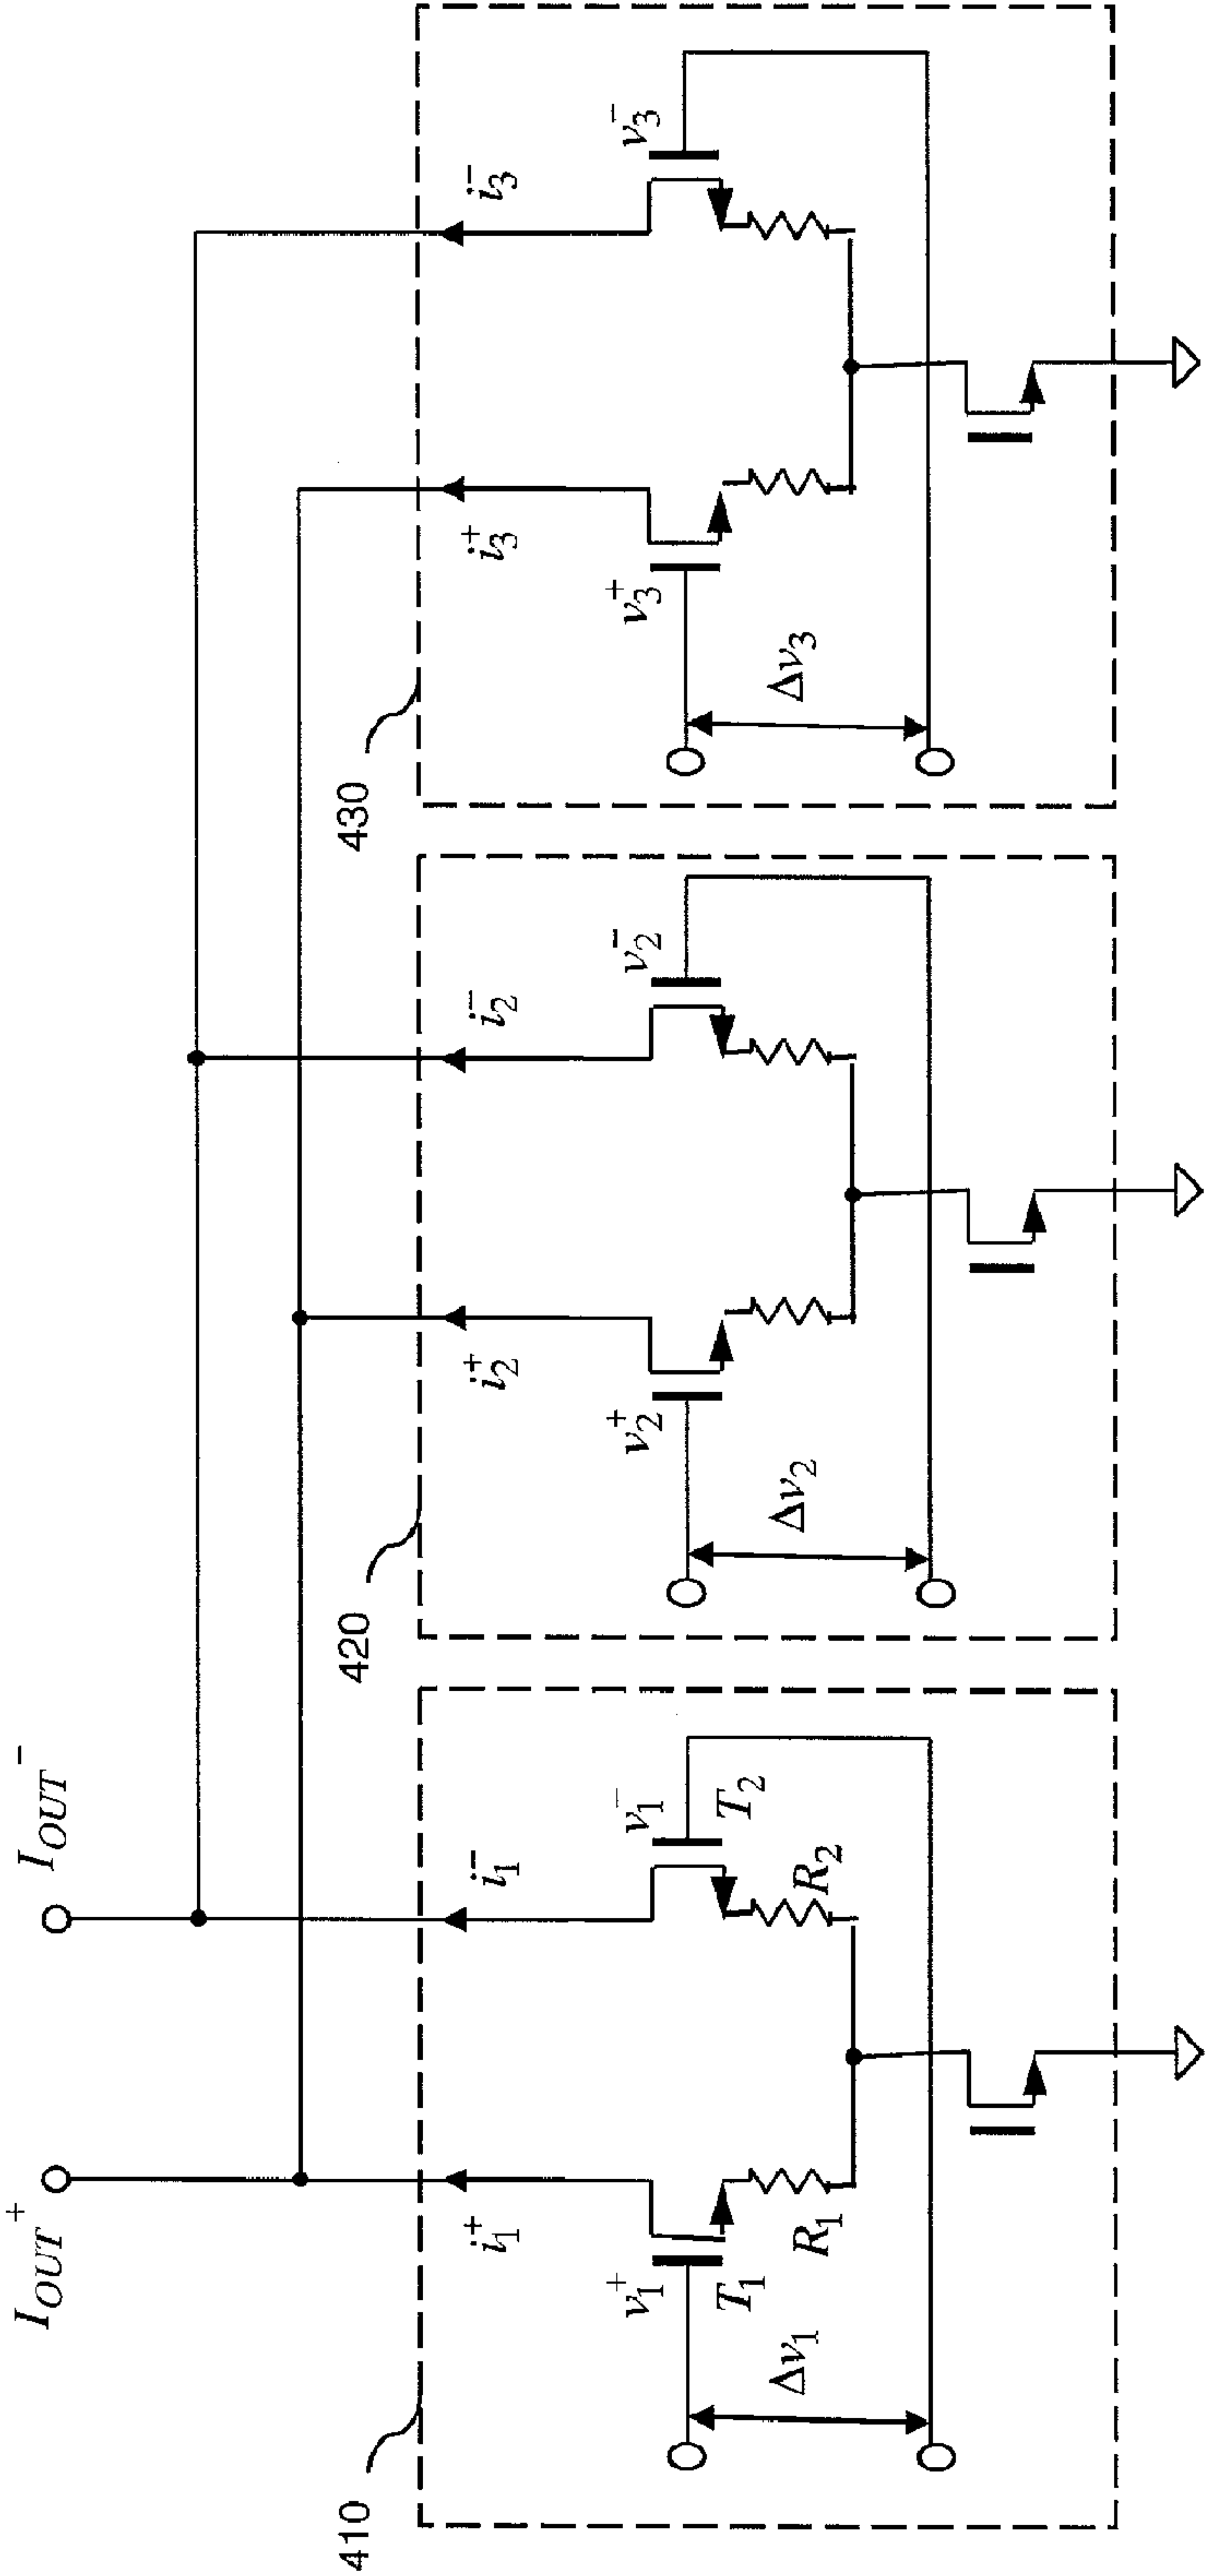 I_OUT^+ I_OUT^-
410
i_1^+ i_1^-
v_1^+ v_1^-
T_1 T_2
R_1 R_2
Δv_1
420
i_2^+ i_2^-
v_2^+ v_2^-
Δv_2
430
i_3^+ i_3^-
v_3^+ v_3^-
Δv_3